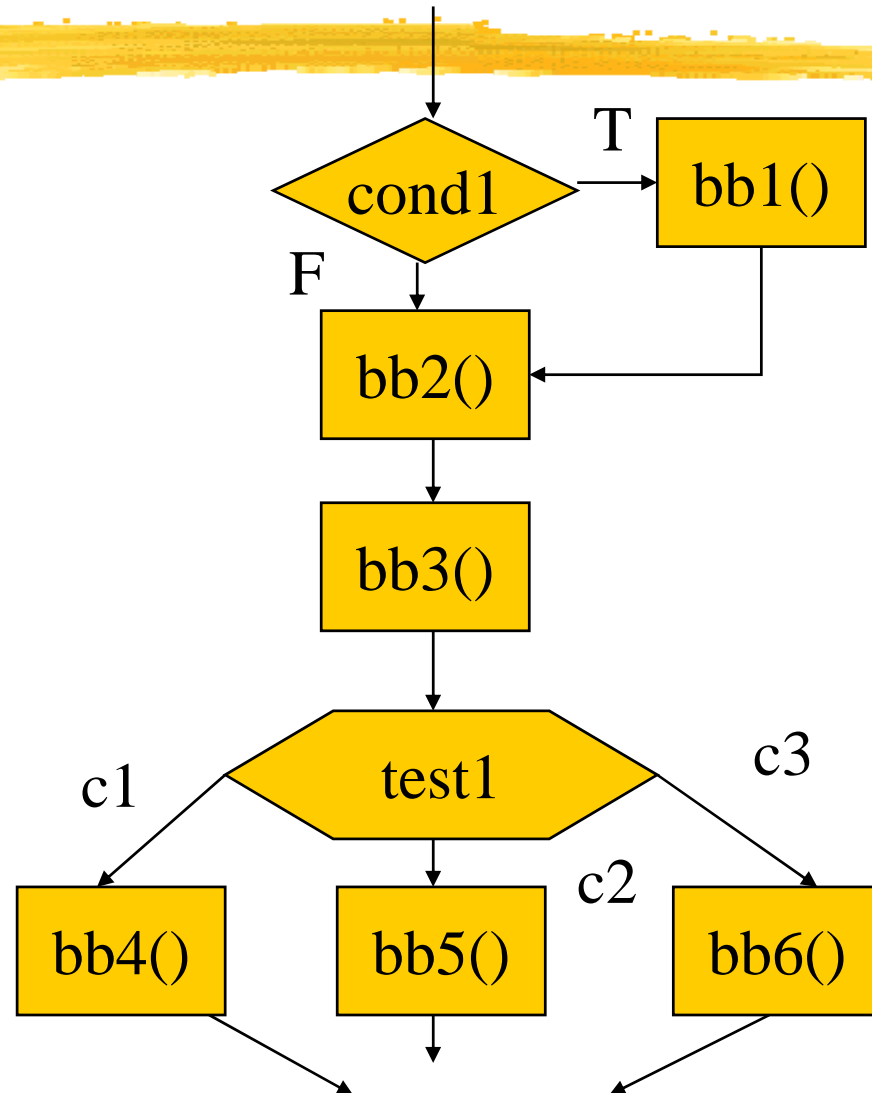 T
cond1
bb1()
F
bb2()
bb3()
test1
c3
c1
c2
bb4()
bb5()
bb6()